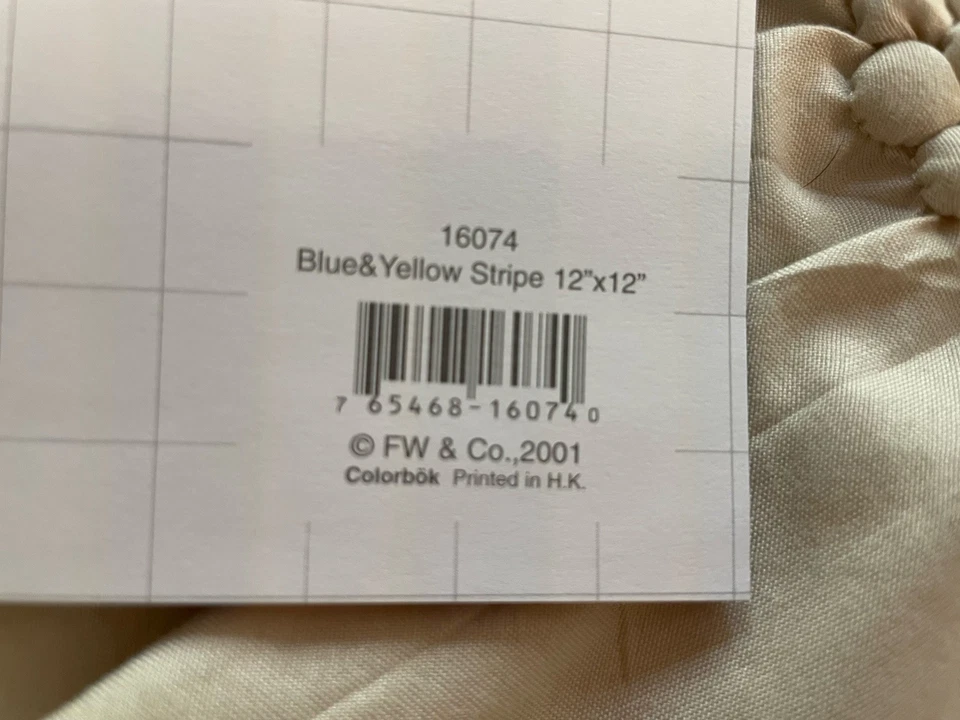 16074
Blue&Yellow Stripe 12"x12"
7 65468-16074 0
© FW & Co.,2001
Colorbök Printed in H.K.